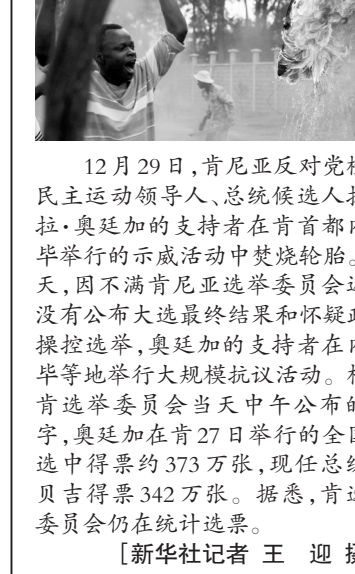 12月29日,肯尼亚反对党
民主运动领导人、总统候选人
拉·奥廷加的支持者在肯首都
毕举行的示威活动中焚烧轮胎。
天,因不满肯尼亚选举委员会
没有公布大选最终结果和怀疑
操控选举,奥廷加的支持者在
毕等地举行大规模抗议活动。
肯选举委员会当天中午公布的
字,奥廷加在肯27日举行的全国
选中得票约373万张,现任总统
贝吉得票342万张。据悉,肯选
委员会仍在统计选票。
[新华社记者 王 迎 摄